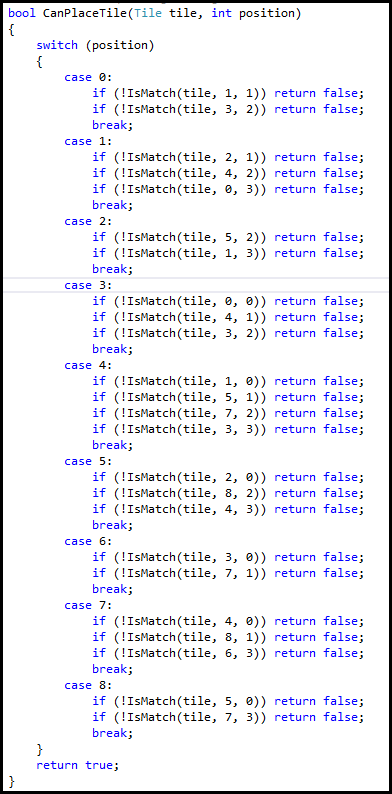 bool CanPlaceTile(Tile tile, int position)
{
    switch (position)
    {
        case 0:
            if (!IsMatch(tile, 1, 1)) return false;
            if (!IsMatch(tile, 3, 2)) return false;
            break;
        case 1:
            if (!IsMatch(tile, 2, 1)) return false;
            if (!IsMatch(tile, 4, 2)) return false;
            if (!IsMatch(tile, 0, 3)) return false;
            break;
        case 2:
            if (!IsMatch(tile, 5, 2)) return false;
            if (!IsMatch(tile, 1, 3)) return false;
            break;
        case 3:
            if (!IsMatch(tile, 0, 0)) return false;
            if (!IsMatch(tile, 4, 1)) return false;
            if (!IsMatch(tile, 3, 2)) return false;
            break;
        case 4:
            if (!IsMatch(tile, 1, 0)) return false;
            if (!IsMatch(tile, 5, 1)) return false;
            if (!IsMatch(tile, 7, 2)) return false;
            if (!IsMatch(tile, 3, 3)) return false;
            break;
        case 5:
            if (!IsMatch(tile, 2, 0)) return false;
            if (!IsMatch(tile, 8, 2)) return false;
            if (!IsMatch(tile, 4, 3)) return false;
            break;
        case 6:
            if (!IsMatch(tile, 3, 0)) return false;
            if (!IsMatch(tile, 7, 1)) return false;
            break;
        case 7:
            if (!IsMatch(tile, 4, 0)) return false;
            if (!IsMatch(tile, 8, 1)) return false;
            if (!IsMatch(tile, 6, 3)) return false;
            break;
        case 8:
            if (!IsMatch(tile, 5, 0)) return false;
            if (!IsMatch(tile, 7, 3)) return false;
            break;
    }
    return true;
}